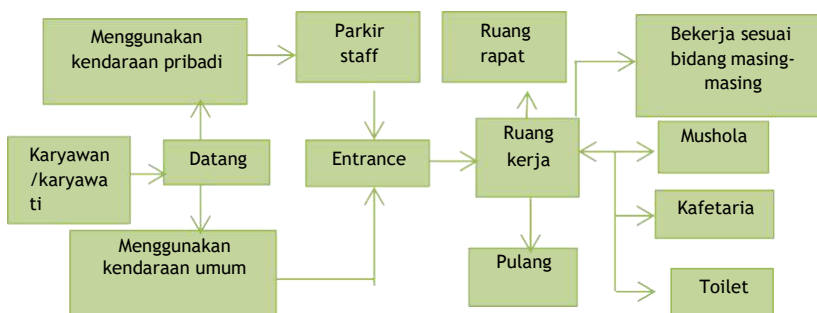 Menggunakan
kendaraan pribadi
Parkir
staff
Ruang
rapat
Bekerja sesuai
bidang masing-
masing
Karyawan
/karyawa
ti
Datang
Entrance
Ruang
kerja
Mushola
Kafetaria
Menggunakan
kendaraan umum
Pulang
Toilet